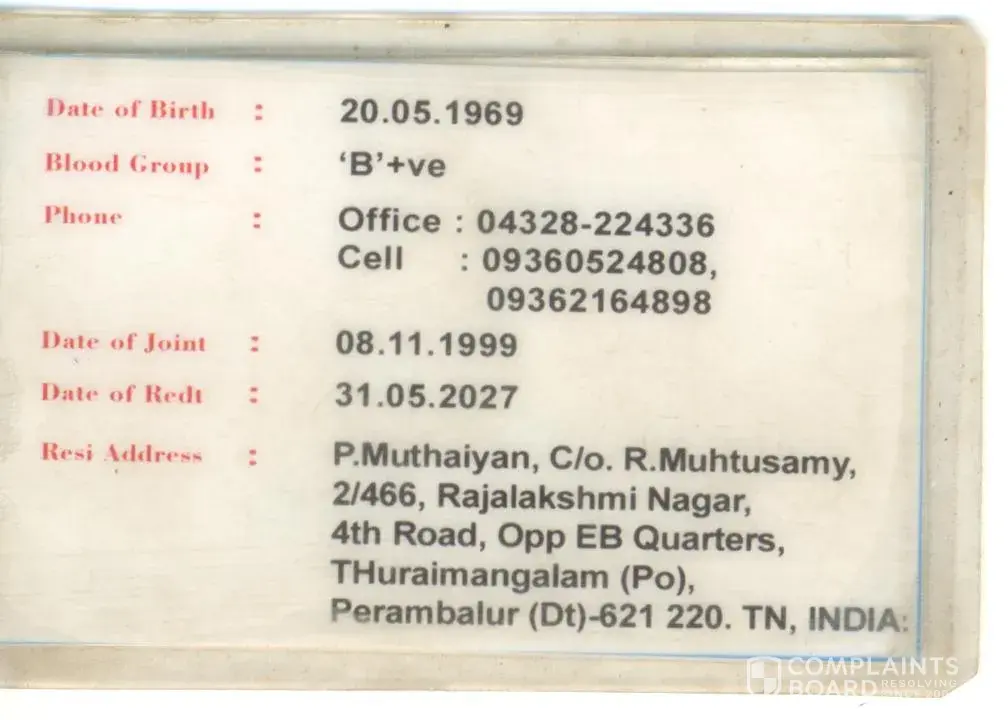 Date of Birth : 20.05.1969
Blood Group : ‘B’+ve
Phone : Office : 04328-224336
Cell : 09360524808,
09362164898
Date of Joint : 08.11.1999
Date of Redt : 31.05.2027
Resi Address : P.Muthaiyan, C/o. R.Muhtusamy,
2/466, Rajalakshmi Nagar,
4th Road, Opp EB Quarters,
THuraimangalam (Po),
Perambalur (Dt)-621 220. TN, INDIA:
COMPLAINTS
BOARD RESOLVING
SINCE